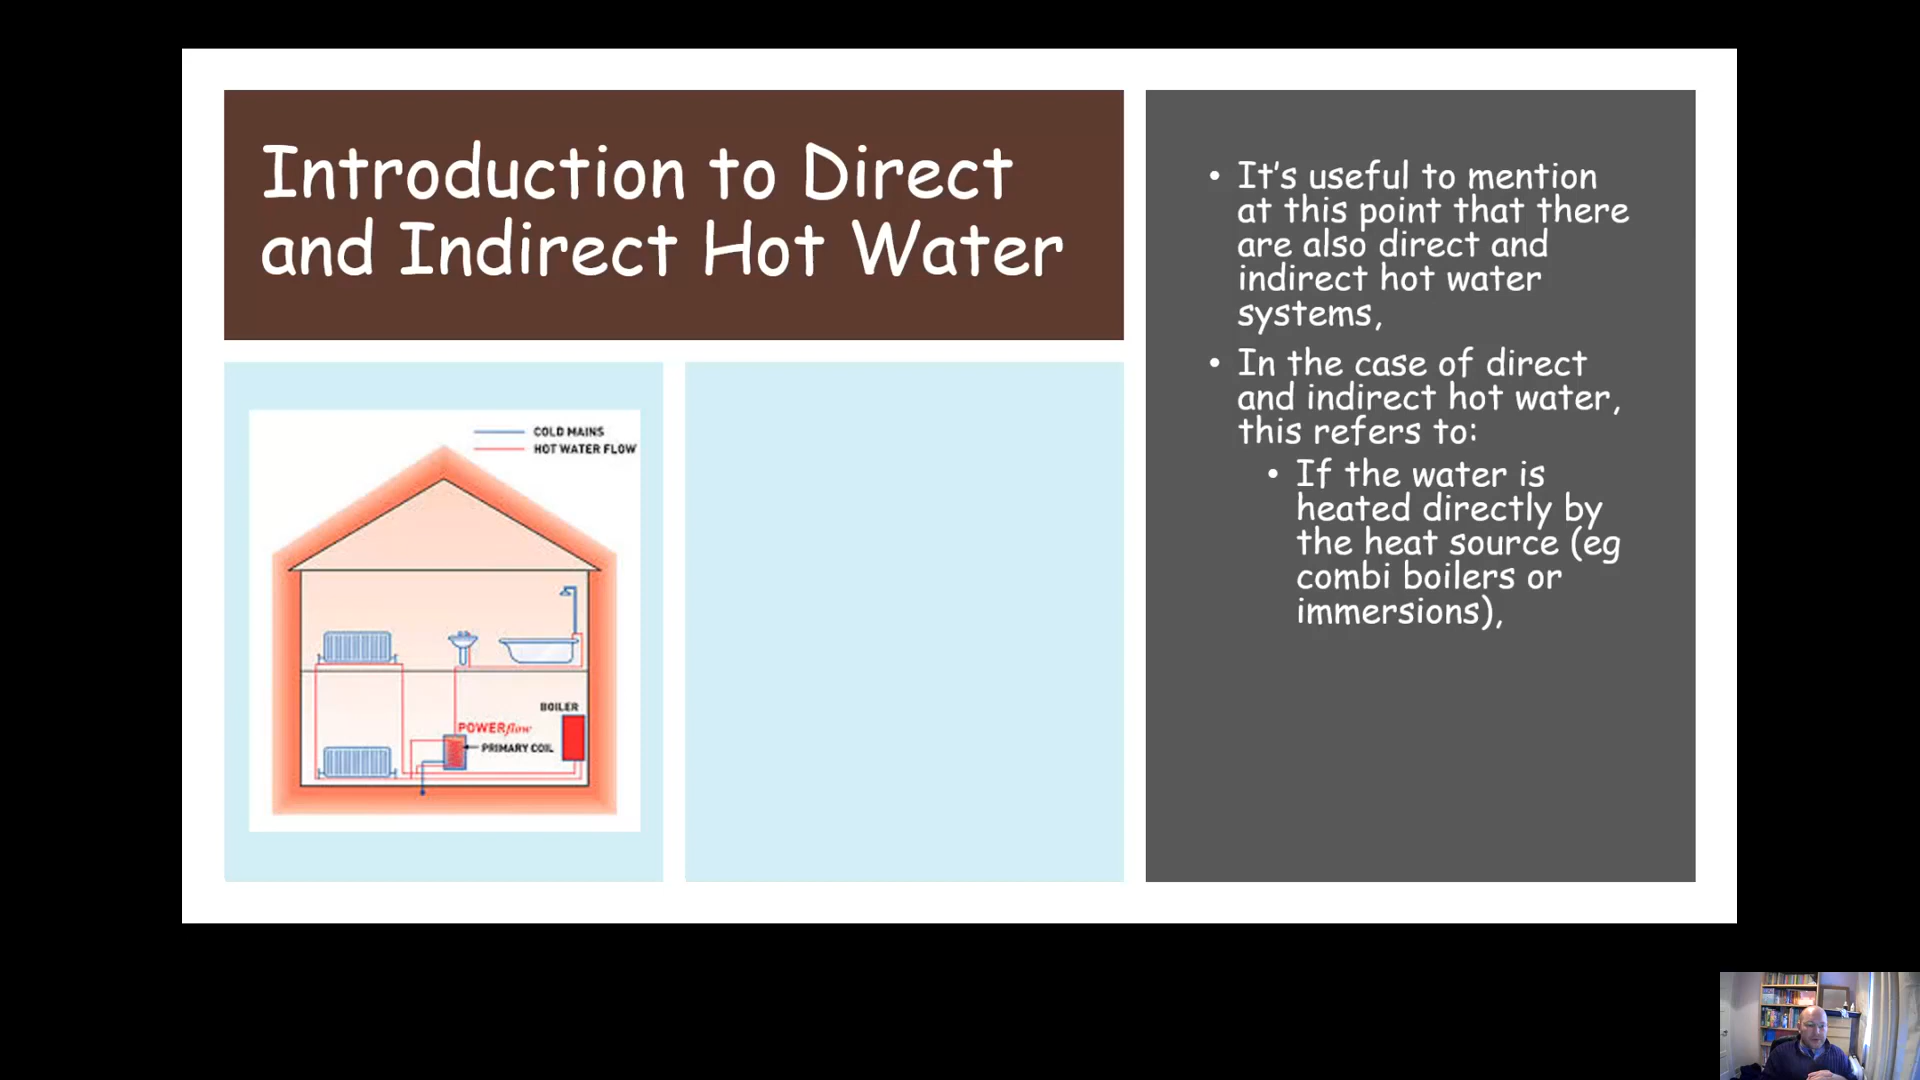 Introduction to Direct
and Indirect Hot Water
COLD MAINS
HOT WATER FLOW
BOILER
POWERflow
PRIMARY COIL
• It's useful to mention
at this point that there
are also direct and
indirect hot water
systems,
• In the case of direct
and indirect hot water,
this refers to:
• If the water is
heated directly by
the heat source (eg
combi boilers or
immersions),